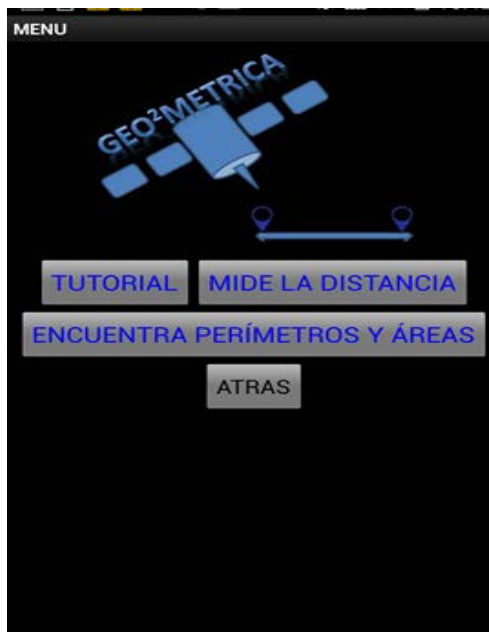 MENU
GEO²METRICA
TUTORIAL MIDE LA DISTANCIA
ENCUENTRA PERÍMETROS Y ÁREAS
ATRAS